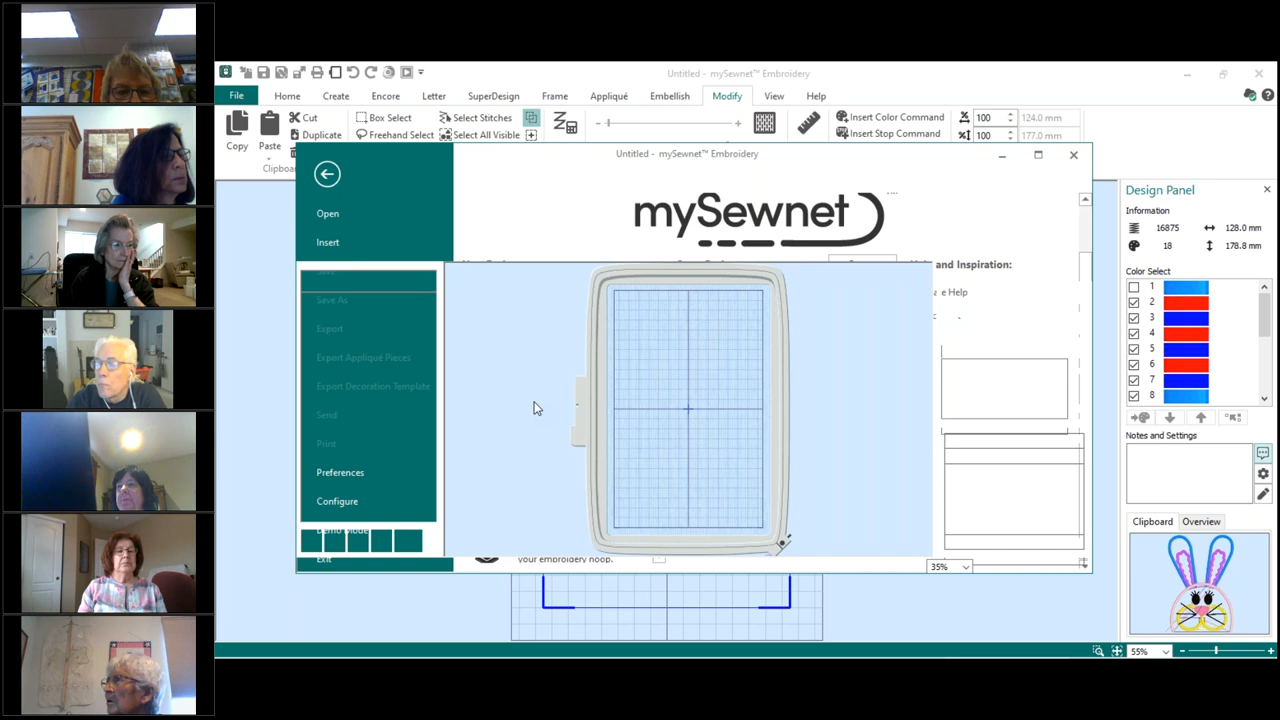 Untitled - mySewnet™ Embroidery
File Home Create Encore Letter SuperDesign Frame Appliqué Embellish Modify View Help
Copy
Paste
Cut
Duplicate
Clipboa
Box Select
Freehand Select
Select Stitches
Select All Visible
Insert Color Command
Insert Stop Command
100 124.0 mm
100 177.0 mm
Untitled - mySewnet™ Embroidery
Open
Insert
Save As
Export
Export Appliqué Pieces
Export Decoration Template
Send
Print
Preferences
Configure
Demo Mode
Exit
mySewnet
and Inspiration:
Help
your embroidery hoop.
35%
Design Panel
Information
16875 128.0 mm
18 178.8 mm
Color Select
1
2
3
4
5
6
7
8
Notes and Settings
Clipboard Overview
55%